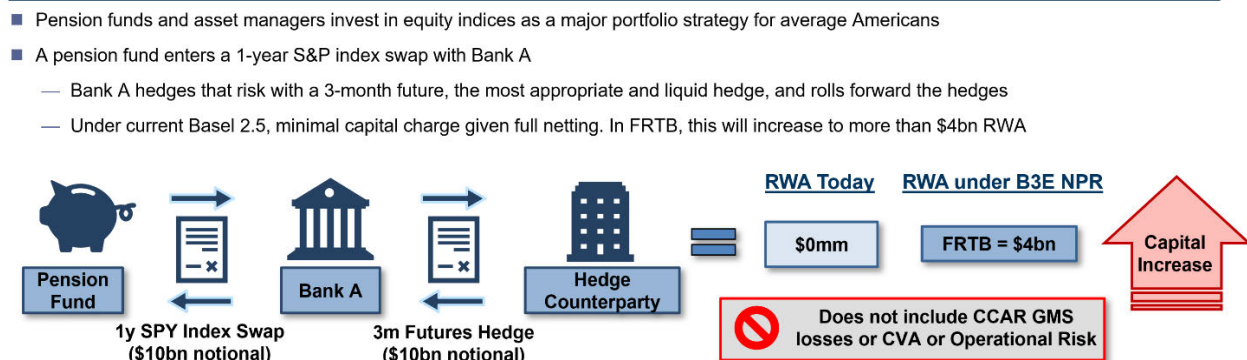 Pension funds and asset managers invest in equity indices as a major portfolio strategy for average Americans
A pension fund enters a 1-year S&P index swap with Bank A
— Bank A hedges that risk with a 3-month future, the most appropriate and liquid hedge, and rolls forward the hedges
— Under current Basel 2.5, minimal capital charge given full netting. In FRTB, this will increase to more than $4bn RWA
RWA Today
RWA under B3E NPR
Pension
Fund
Bank A
Hedge
Counterparty
$0mm
FRTB = $4bn
Capital
Increase
1y SPY Index Swap
($10bn notional)
3m Futures Hedge
($10bn notional)
Does not include CCAR GMS
losses or CVA or Operational Risk